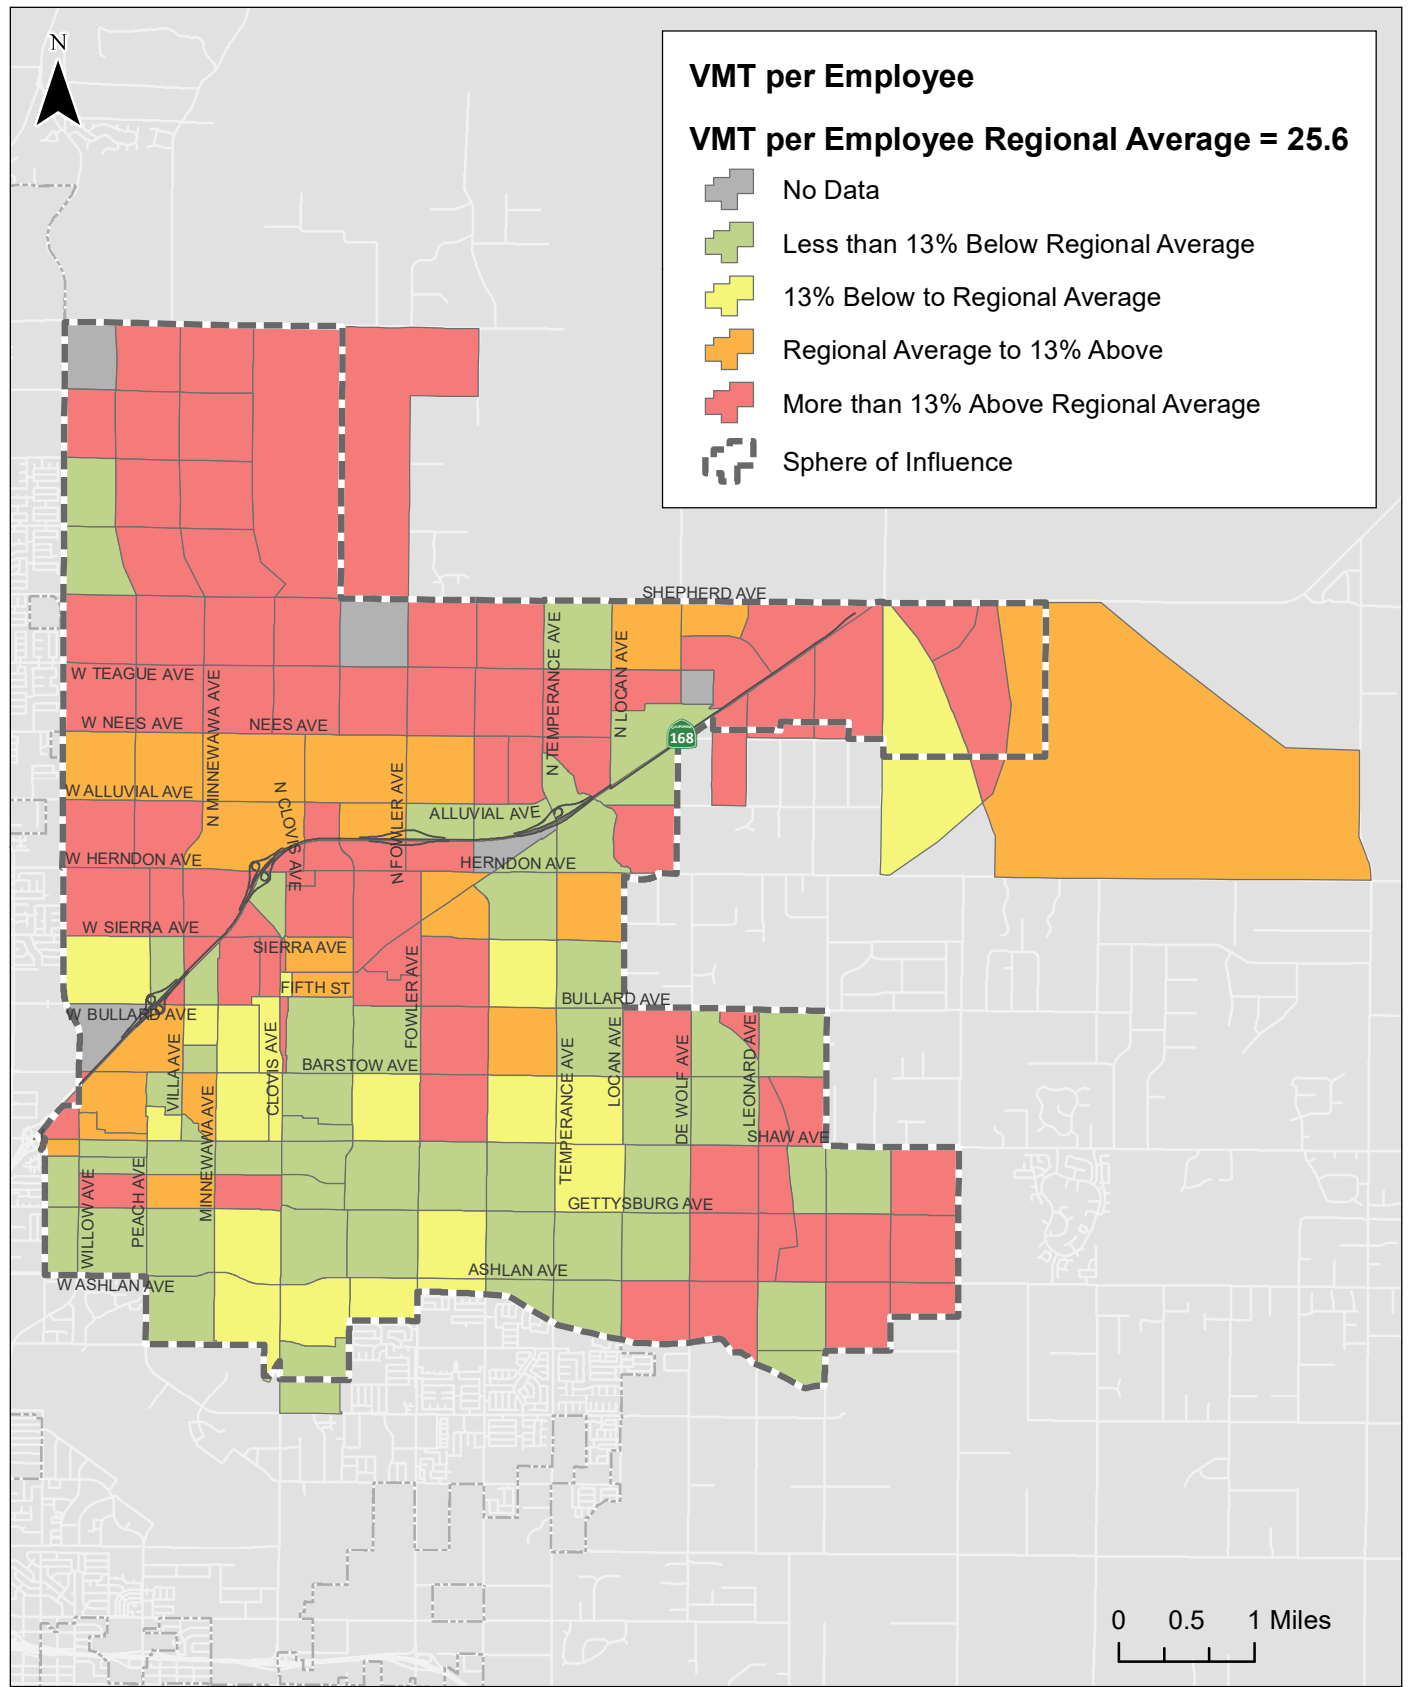 N
VMT per Employee
VMT per Employee Regional Average = 25.6
No Data
Less than 13% Below Regional Average
13% Below to Regional Average
Regional Average to 13% Above
More than 13% Above Regional Average
Sphere of Influence
SHEPHERD AVE
W TEAGUE AVE
N MINNEWAWA AVE
N TEMPERANCE AVE
N LOCAN AVE
W NEES AVE
NEES AVE
CALIFORNIA
168
W ALLUVIAL AVE
N CLOVIS AVE
N FOWLER AVE
ALLUVIAL AVE
W HERNDON AVE
HERNDON AVE
W SIERRA AVE
SIERRA AVE
FIFTH ST
FOWLER AVE
BULLARD AVE
W BULLARD AVE
VILLA AVE
CLOVIS AVE
BARSTOW AVE
TEMPERANCE AVE
LOCAN AVE
DE WOLF AVE
LEONARD AVE
MINNEWAWA AVE
SHAW AVE
WILLOW AVE
PEACH AVE
GETTYSBURG AVE
ASHLAN AVE
W ASHLAN AVE
0 0.5 1 Miles